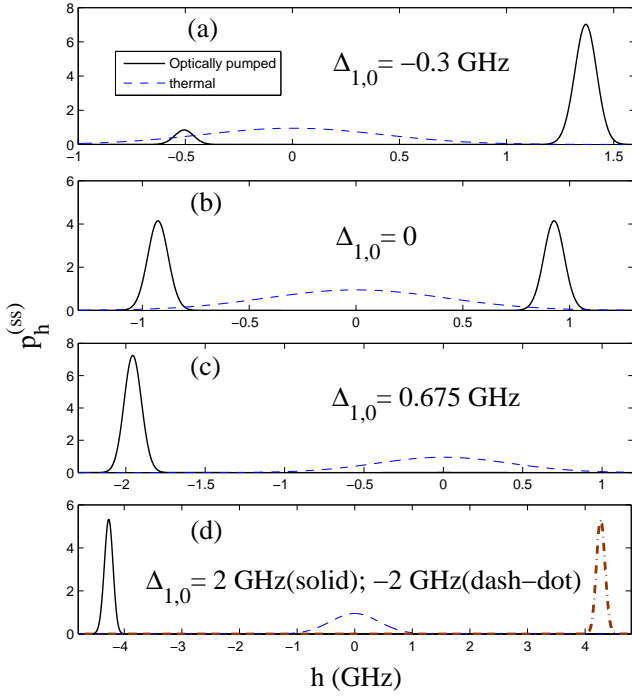 8
(a)
6
Optically pumped
thermal
Δ1,0= −0.3 GHz
4
2
0
−1 −0.5 0 0.5 1 1.5
6
(b)
4
Δ1,0= 0
2
0
−1 −0.5 0 0.5 1
ph(ss)
8
(c)
6
Δ1,0= 0.675 GHz
4
2
0
−2 −1.5 −1 −0.5 0 0.5 1
6
(d)
4
Δ1,0= 2 GHz(solid); −2 GHz(dash−dot)
2
0
−4 −3 −2 −1 0 1 2 3 4
h (GHz)